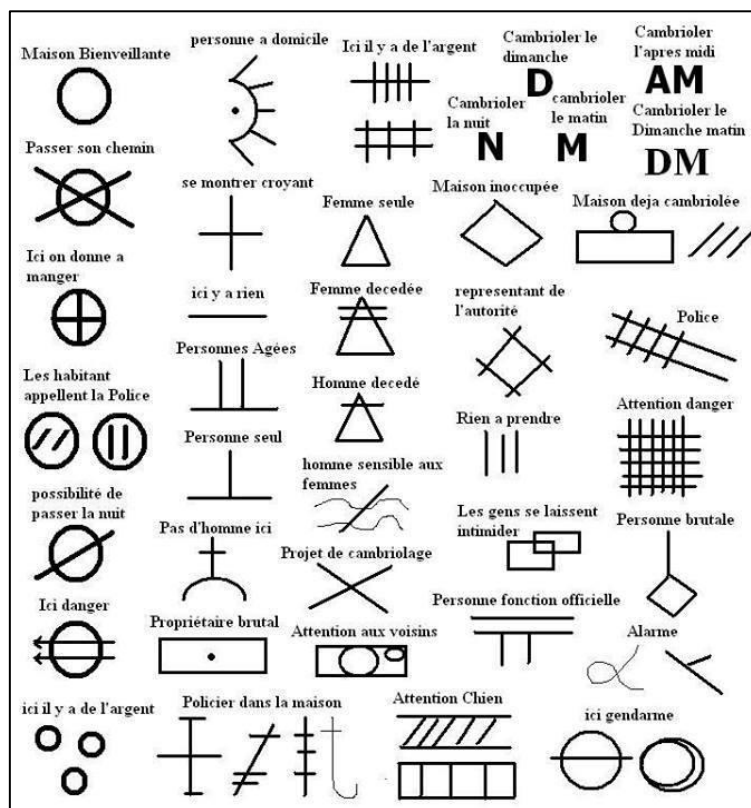 Maison Bienveillante
personne a domicile
Ici il y a de l'argent
Cambrioler le
dimanche
D
Cambrioler
l'apres midi
AM
Cambrioler
la nuit
N
cambrioler
le matin
M
Cambrioler le
Dimanche matin
DM
Passer son chemin
se montrer croyant
Femme seule
Maison inoccupée
Maison deja cambriolée
Ici on donne a
manger
ici y a rien
Femme decedée
representant de
l'autorité
Police
Personnes Agées
Les habitant
appellent la Police
Homme decedé
Rien a prendre
Attention danger
Personne seul
homme sensible aux
femmes
possibilité de
passer la nuit
Pas d'homme ici
Projet de cambriolage
Les gens se laissent
intimider
Personne brutale
Ici danger
Propriétaire brutal
Attention aux voisins
Personne fonction officielle
Alarme
ici il y a de l'argent
Policier dans la maison
Attention Chien
ici gendarme